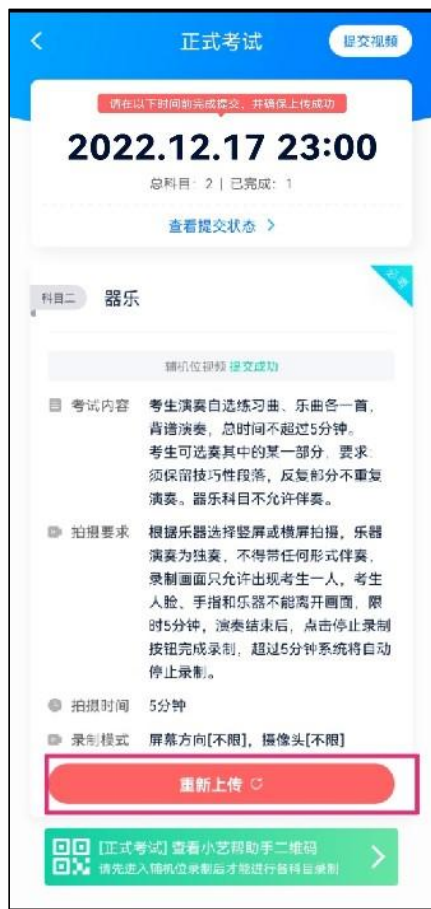 正式考试
提交视频
请在以下时间前完成提交，并确保上传成功
2022.12.17 23:00
总科目：2 | 已完成：1
查看提交状态 >
必考
科目二 器乐
辅机位视频 提交成功
考试内容 考生演奏自选练习曲、乐曲各一首，
背谱演奏，总时间不超过5分钟。
考生可选奏其中的某一部分，要求：
须保留技巧性段落，反复部分不重复
演奏。器乐科目不允许伴奏。
拍摄要求 根据乐器选择竖屏或横屏拍摄，乐器
演奏为独奏，不得带任何形式伴奏，
录制画面只允许出现考生一人，考生
人脸、手指和乐器不能离开画面，限
时5分钟，演奏结束后，点击停止录制
按钮完成录制，超过5分钟系统将自动
停止录制。
拍摄时间 5分钟
录制模式 屏幕方向[不限]，摄像头[不限]
重新上传
[正式考试] 查看小艺帮助手二维码
请先进入辅机位录制后才能进行各科目录制